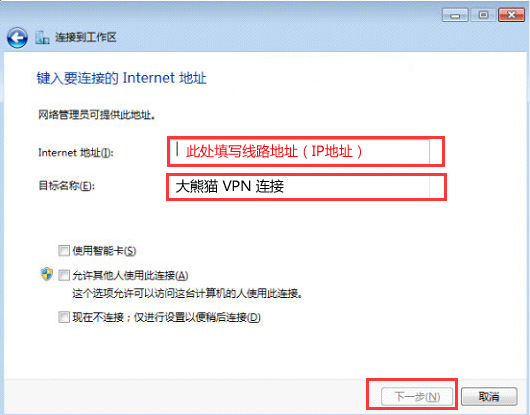 连接到工作区
键入要连接的 Internet 地址
网络管理员可提供此地址。
Internet 地址(I): 此处填写线路地址（IP地址）
目标名称(E): 大熊猫 VPN 连接
使用智能卡(S)
允许其他人使用此连接(A)
这个选项允许可以访问这台计算机的人使用此连接。
现在不连接；仅进行设置以便稍后连接(D)
下一步(N) 取消